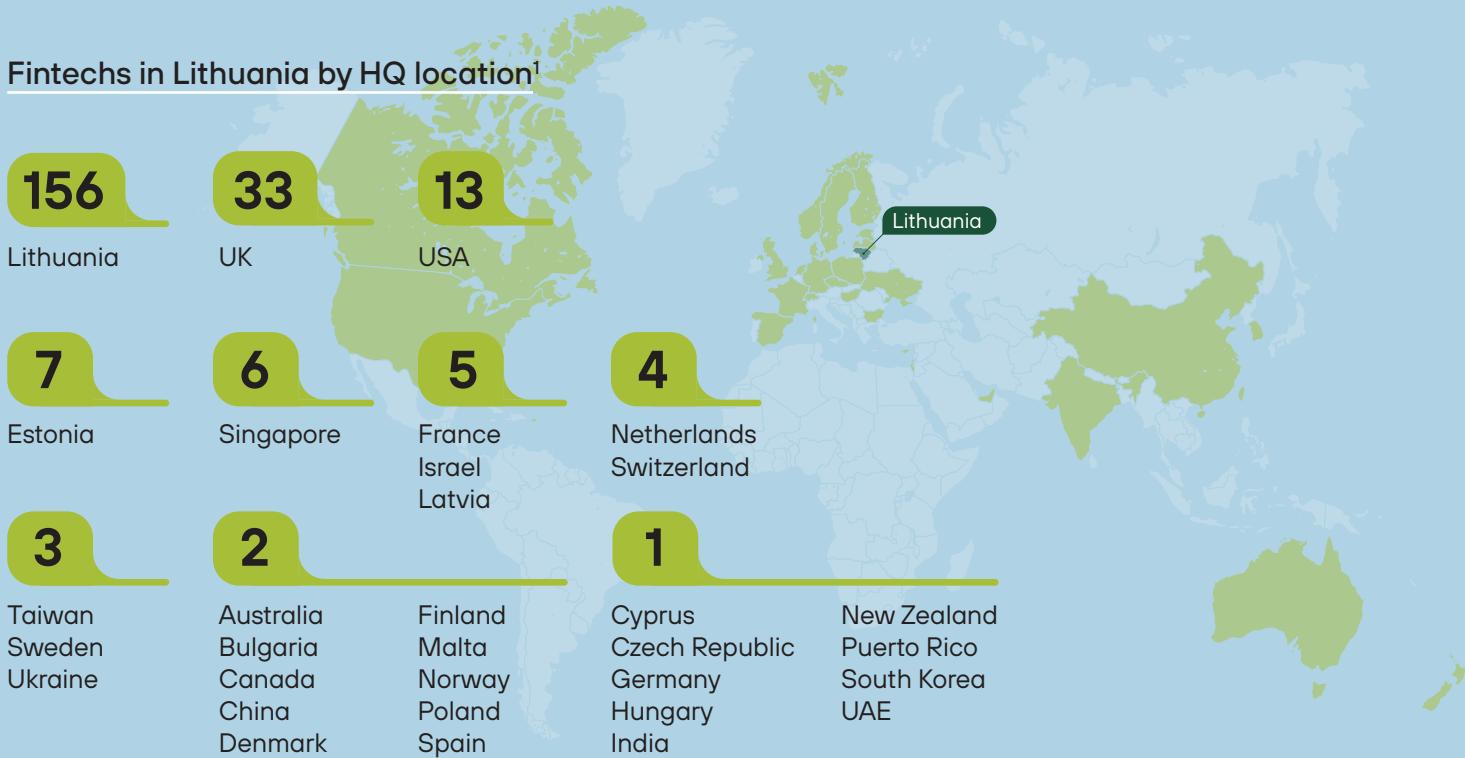 Fintechs in Lithuania by HQ location¹
156
Lithuania
33
UK
13
USA
Lithuania
7
Estonia
6
Singapore
5
France
Israel
Latvia
4
Netherlands
Switzerland
3
Taiwan
Sweden
Ukraine
2
Australia
Bulgaria
Canada
China
Denmark
Finland
Malta
Norway
Poland
Spain
1
Cyprus
Czech Republic
Germany
Hungary
India
New Zealand
Puerto Rico
South Korea
UAE